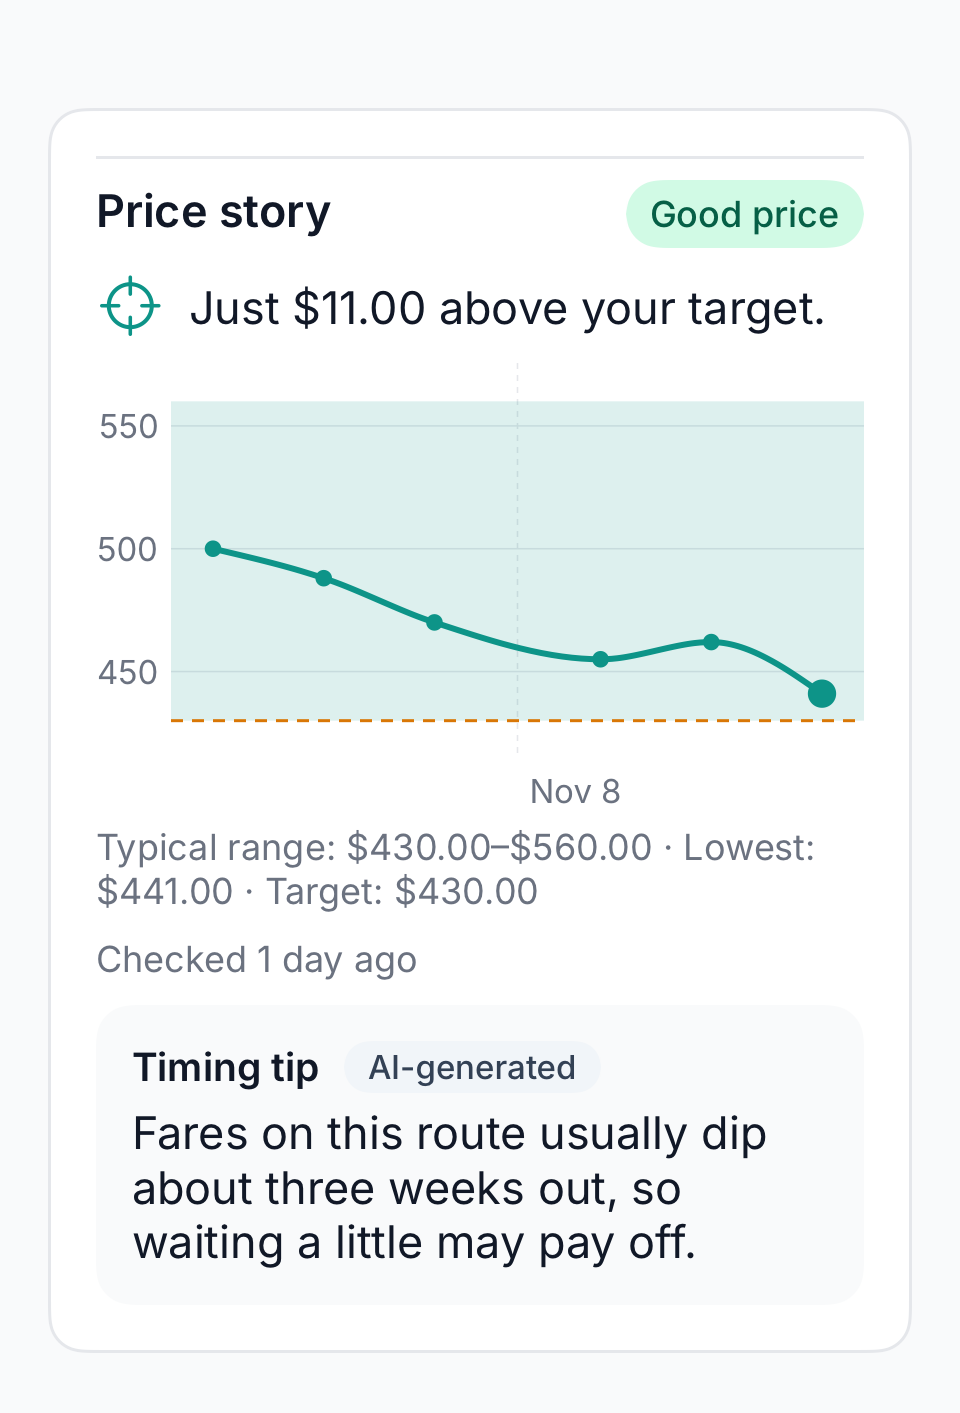 Price story
Good price
Just $11.00 above your target.
550
500
450
Nov 8
Typical range: $430.00–$560.00 · Lowest:
$441.00 · Target: $430.00
Checked 1 day ago
Timing tip
AI-generated
Fares on this route usually dip
about three weeks out, so
waiting a little may pay off.